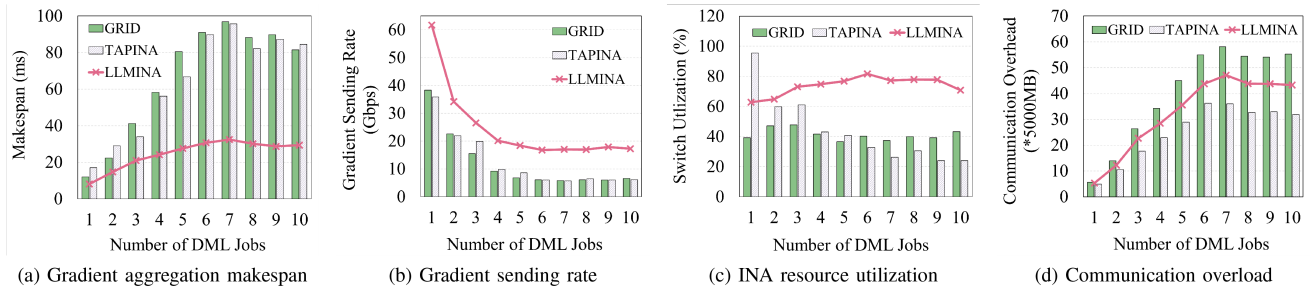 Makespan (ms)
100
80
60
40
20
0
GRID
TAPINA
LLMINA
1 2 3 4 5 6 7 8 9 10
Number of DML Jobs
(a) Gradient aggregation makespan
Gradient Sending Rate
(Gbps)
60
50
40
30
20
10
0
GRID
TAPINA
LLMINA
1 2 3 4 5 6 7 8 9 10
Number of DML Jobs
(b) Gradient sending rate
Switch Utlization (%)
120
100
80
60
40
20
0
GRID TAPINA LLMINA
1 2 3 4 5 6 7 8 9 10
Number of DML Jobs
(c) INA resource utilization
Communication Overhead
(*5000MB)
70
60
50
40
30
20
10
0
GRID TAPINA LLMINA
1 2 3 4 5 6 7 8 9 10
Number of DML Jobs
(d) Communication overload